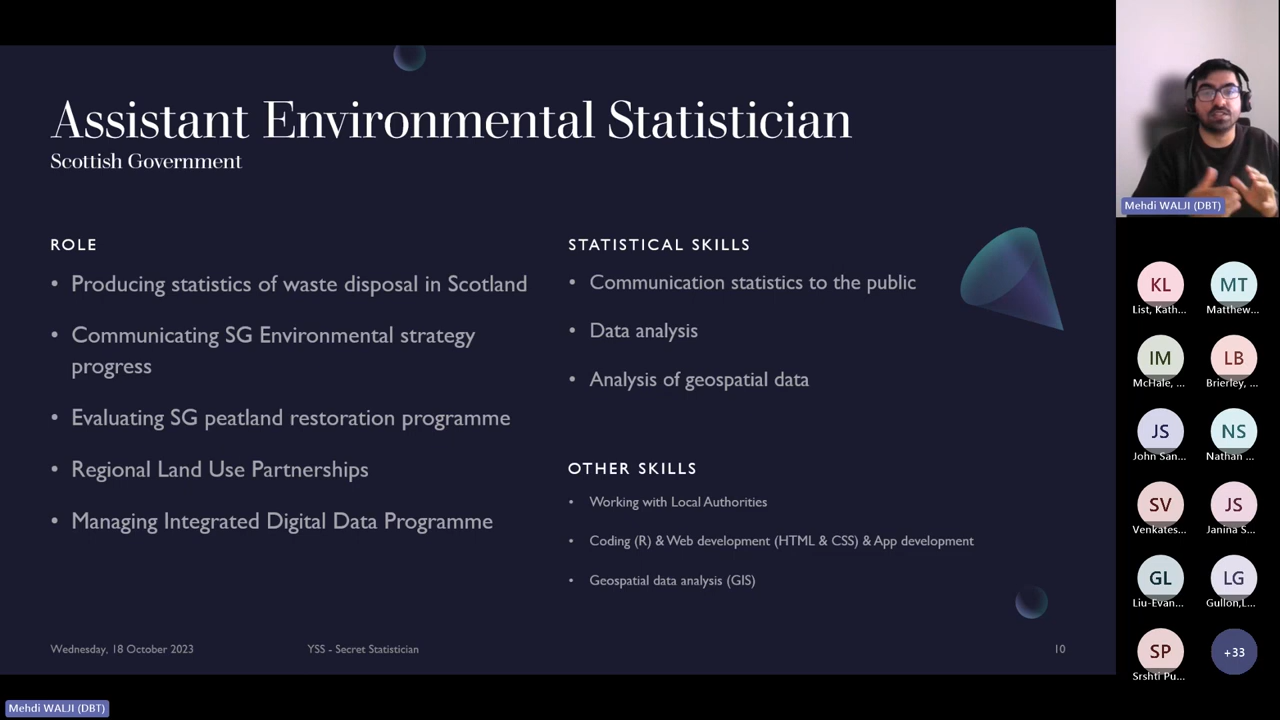 Assistant Environmental Statistician
Scottish Government
ROLE
• Producing statistics of waste disposal in Scotland
• Communicating SG Environmental strategy
progress
• Evaluating SG peatland restoration programme
• Regional Land Use Partnerships
• Managing Integrated Digital Data Programme
STATISTICAL SKILLS
• Communication statistics to the public
• Data analysis
• Analysis of geospatial data
OTHER SKILLS
• Working with Local Authorities
• Coding (R) & Web development (HTML & CSS) & App development
• Geospatial data analysis (GIS)
Wednesday, 18 October 2023
YSS - Secret Statistician
10
Mehdi WALJI (DBT)
Mehdi WALJI (DBT)
KL
List, Kath...
MT
Matthew...
IM
McHale, ...
LB
Brierley, ...
JS
John San...
NS
Nathan ...
SV
Venkates...
JS
Janina S...
GL
Liu-Evan...
LG
Gullon,L...
SP
Srshti Pu...
+33